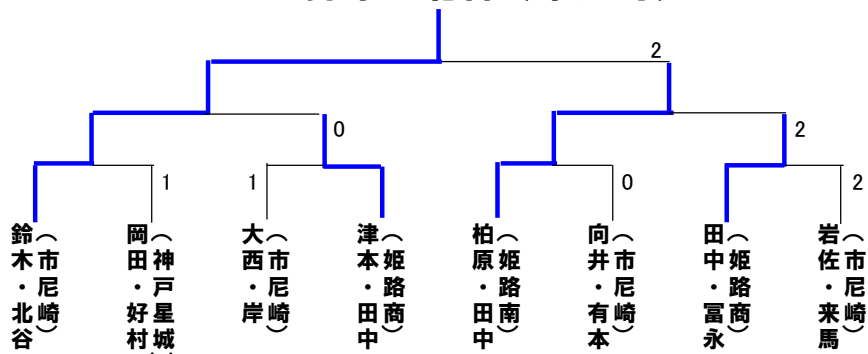 2
0
2
1
1
0
2
鈴木・北谷
（市尼崎）
岡田・好村
（神戸星城）
大西・岸
（市尼崎）
津本・田中
（姫路商）
柏原・田中
（姫路南）
向井・有本
（市尼崎）
田中・冨永
（姫路商）
岩佐・来馬
（市尼崎）